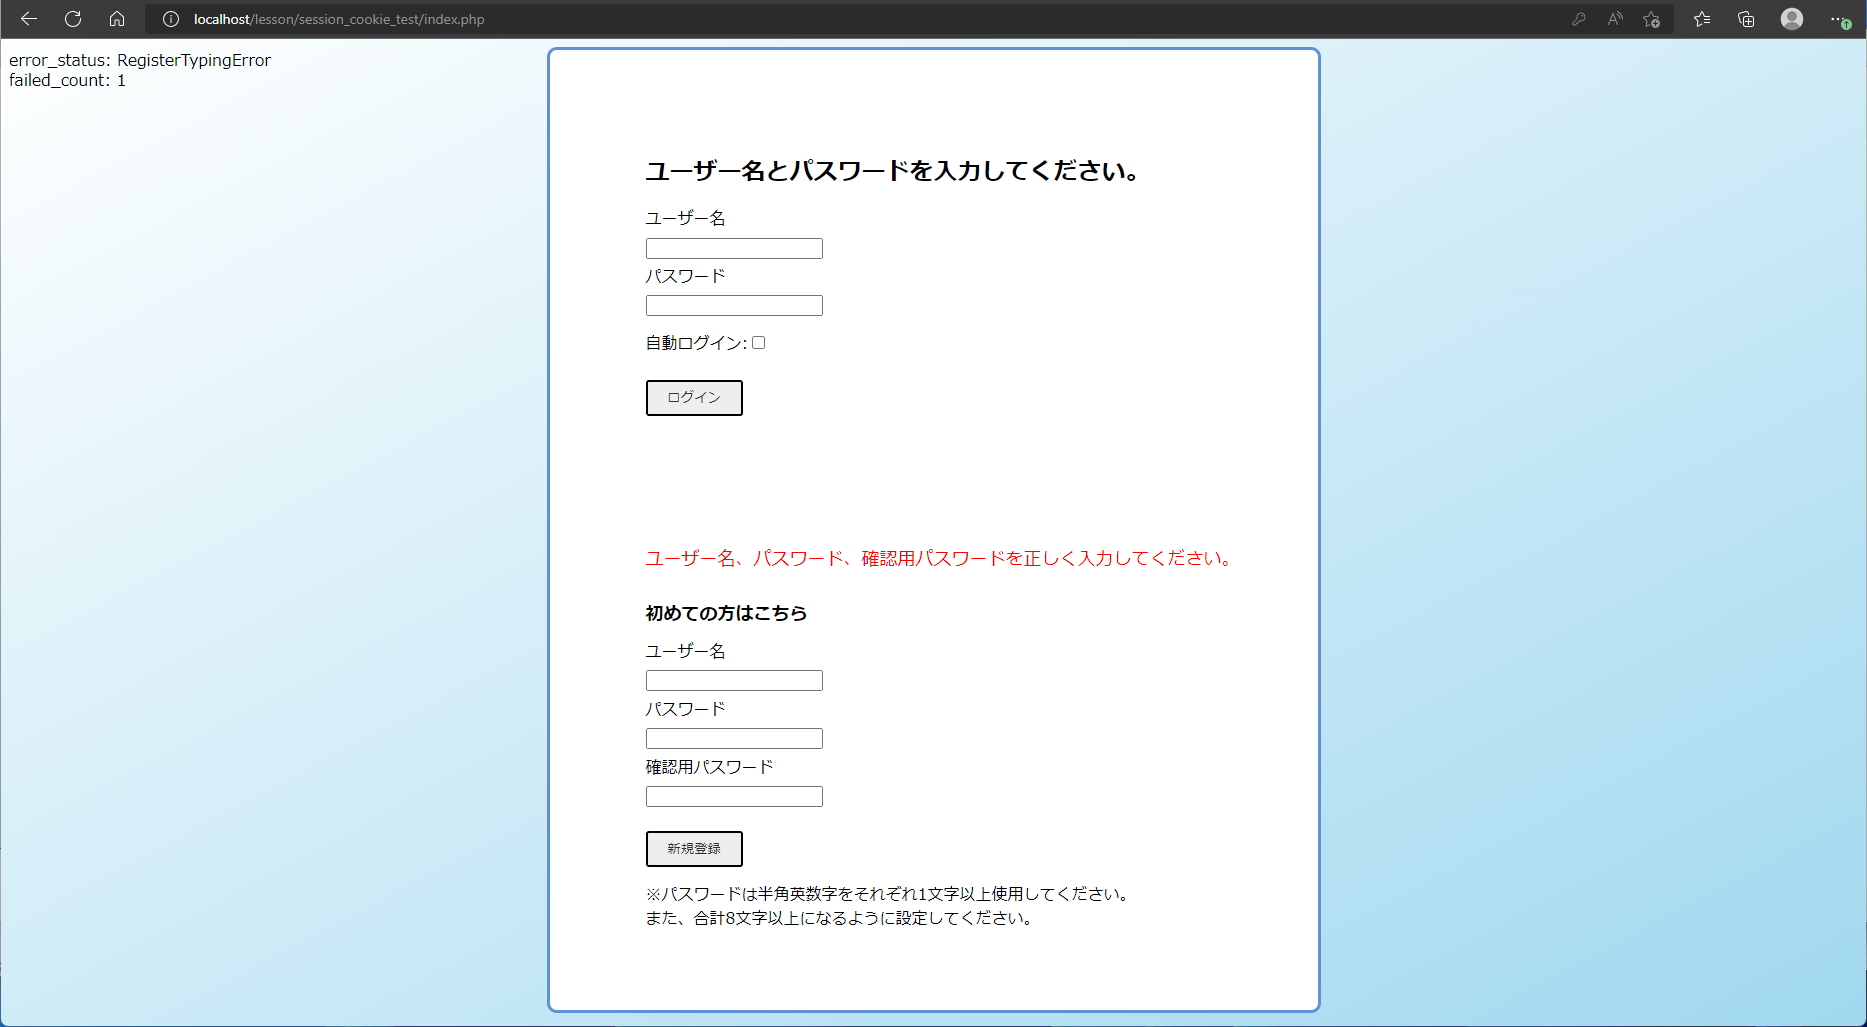 localhost/lesson/session_cookie_test/index.php
error_status: RegisterTypingError
failed_count: 1
ユーザー名とパスワードを入力してください。
ユーザー名
パスワード
自動ログイン:
ログイン
ユーザー名、パスワード、確認用パスワードを正しく入力してください。
初めての方はこちら
ユーザー名
パスワード
確認用パスワード
新規登録
※パスワードは半角英数字をそれぞれ1文字以上使用してください。
また、合計8文字以上になるように設定してください。